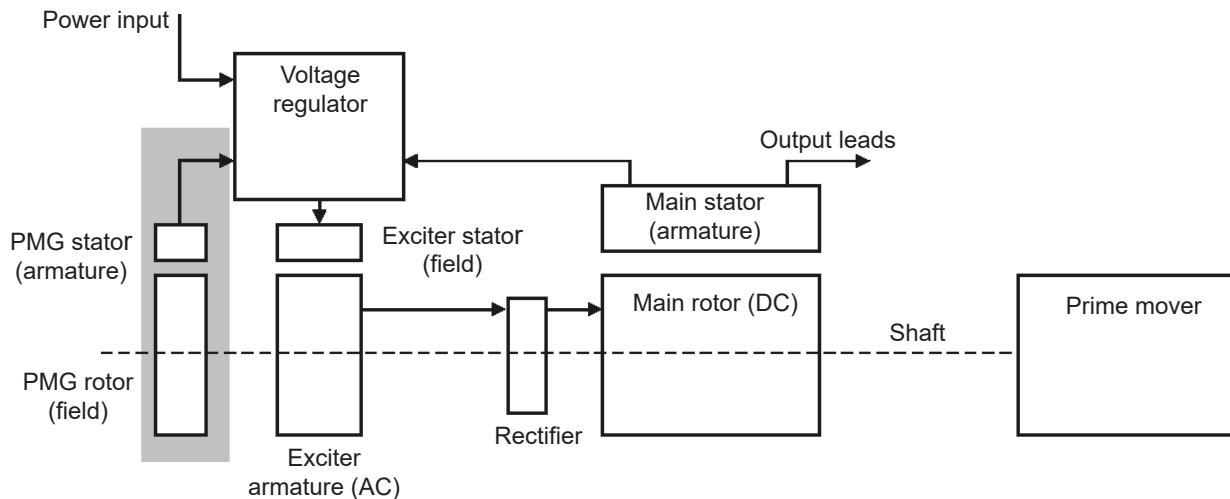 Power input
Voltage
regulator
Output leads
Main stator
(armature)
PMG stator
(armature)
Exciter stator
(field)
Main rotor (DC)
Prime mover
Shaft
PMG rotor
(field)
Rectifier
Exciter
armature (AC)